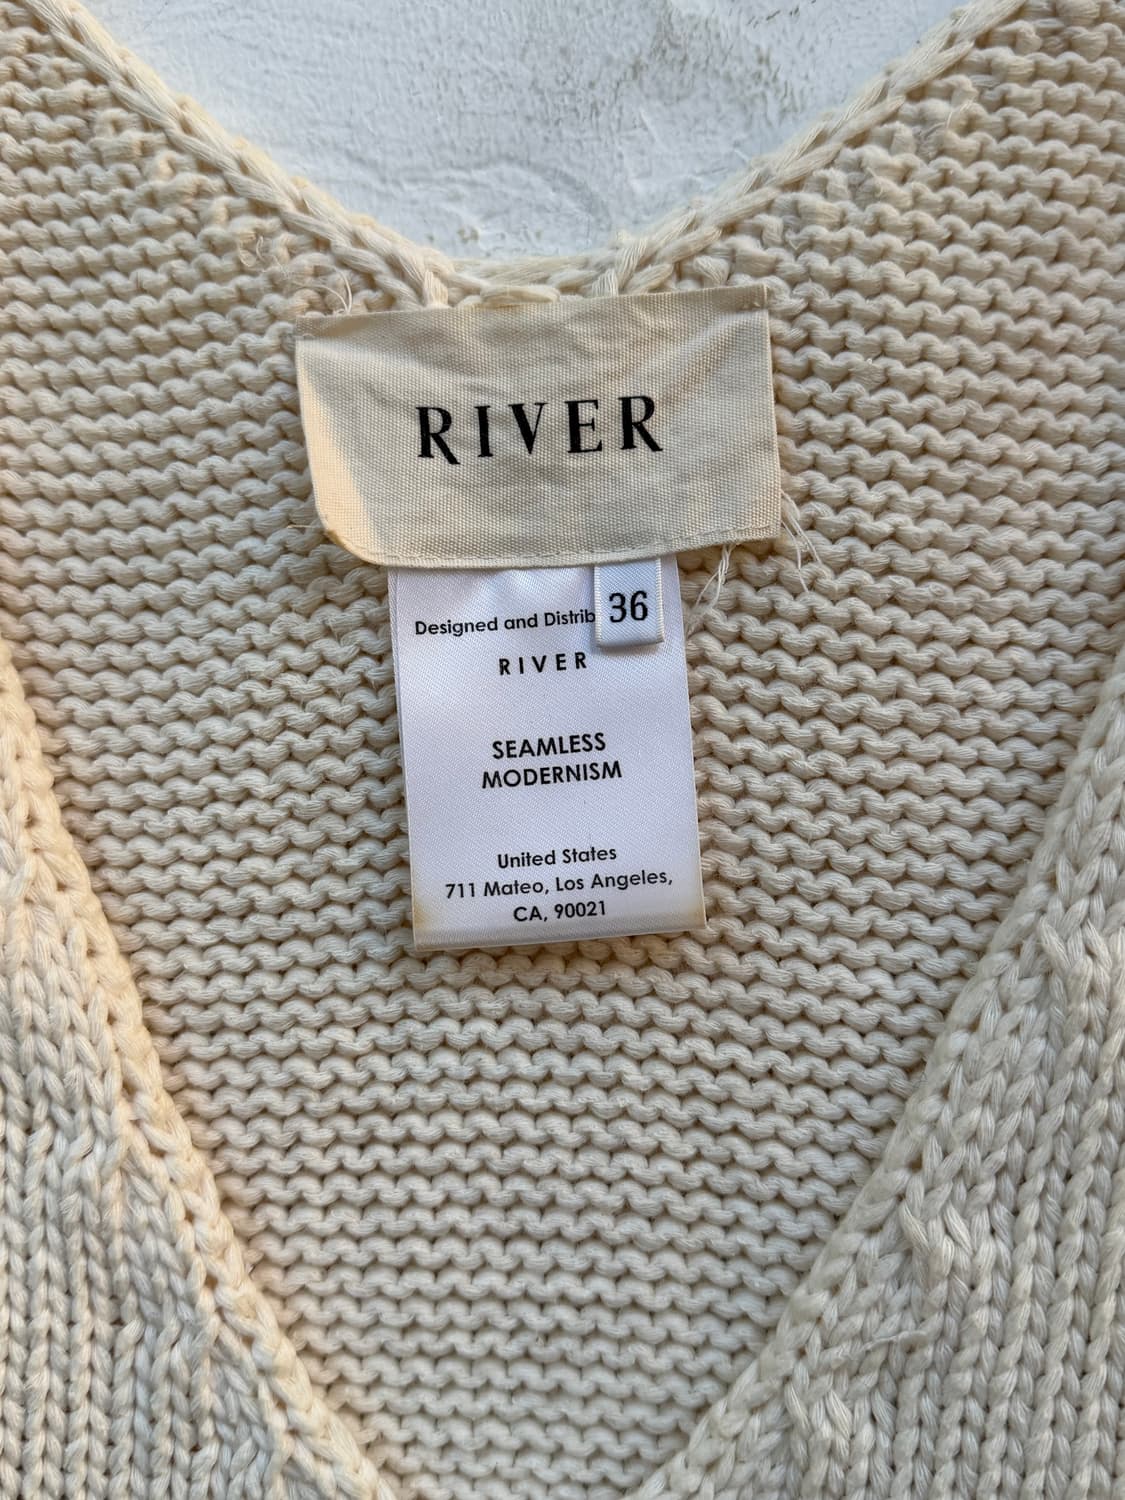 RIVER
Designed and Distrib
36
RIVER
SEAMLESS
MODERNISM
United States
711 Mateo, Los Angeles,
CA, 90021